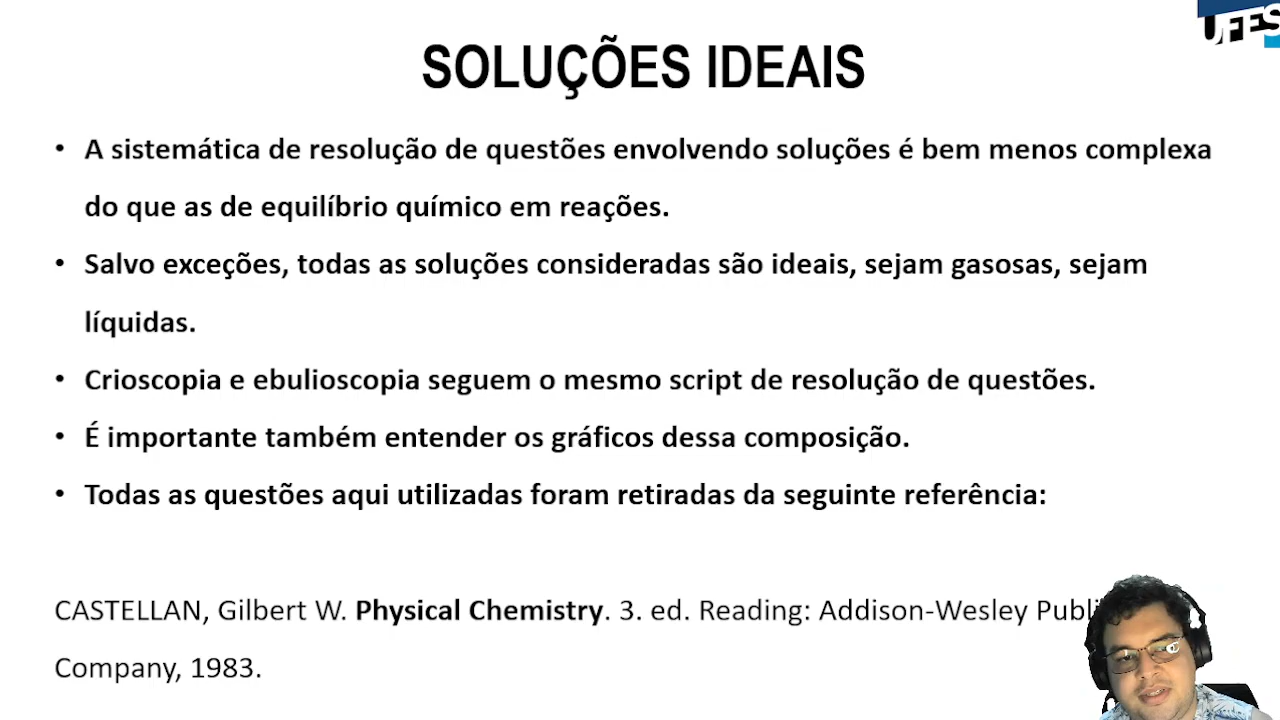 UFES
SOLUÇÕES IDEAIS
• A sistemática de resolução de questões envolvendo soluções é bem menos complexa
do que as de equilíbrio químico em reações.
• Salvo exceções, todas as soluções consideradas são ideais, sejam gasosas, sejam
líquidas.
• Crioscopia e ebulioscopia seguem o mesmo script de resolução de questões.
• É importante também entender os gráficos dessa composição.
• Todas as questões aqui utilizadas foram retiradas da seguinte referência:
CASTELLAN, Gilbert W. Physical Chemistry. 3. ed. Reading: Addison-Wesley
Company, 1983.